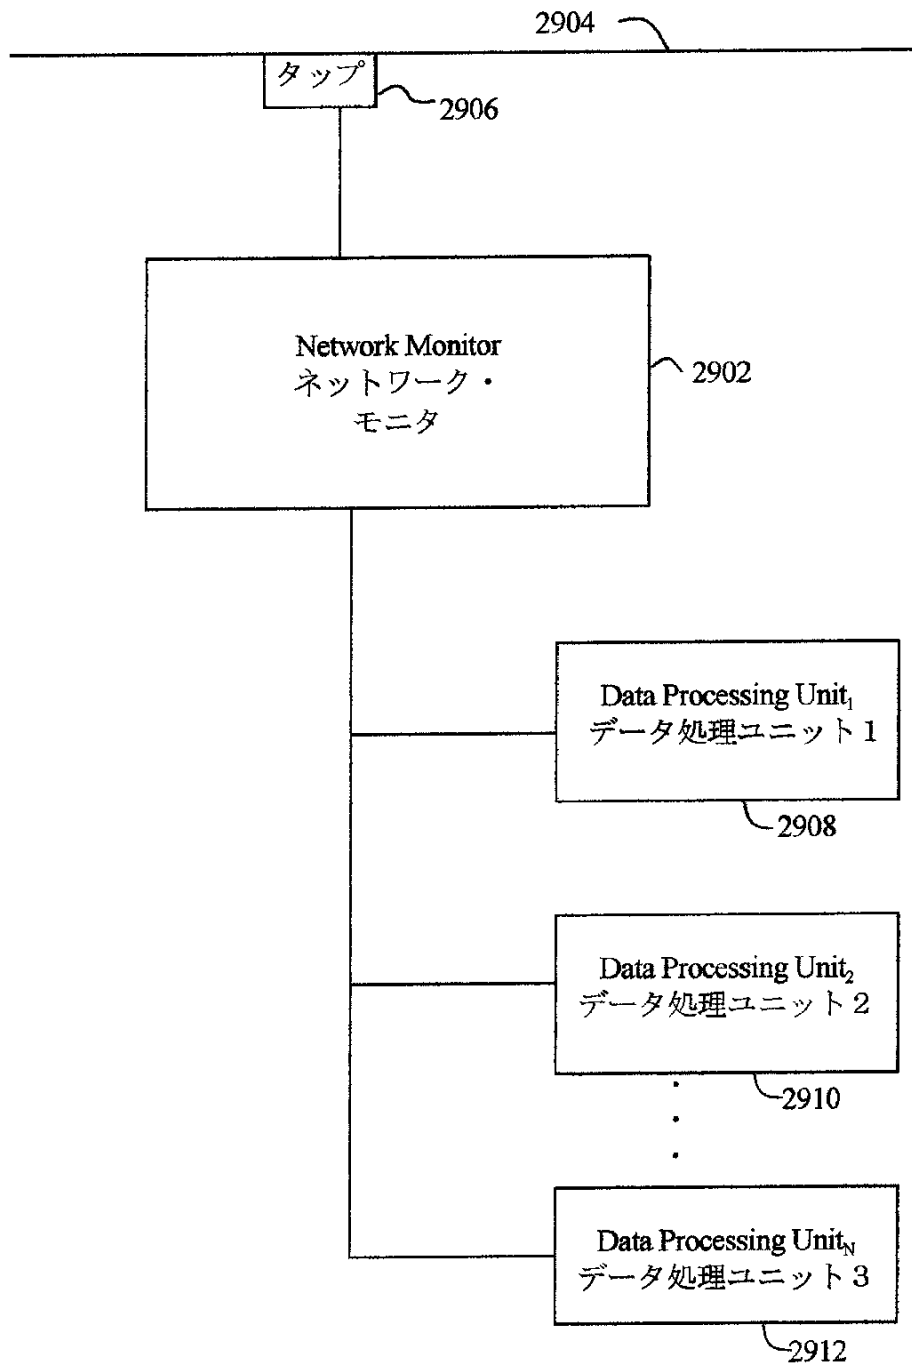 2904
タップ
2906
Network Monitor
ネットワーク・
モニタ
2902
Data Processing Unit₁
データ処理ユニット１
2908
Data Processing Unit₂
データ処理ユニット２
2910
Data Processing Unit_N
データ処理ユニット３
2912